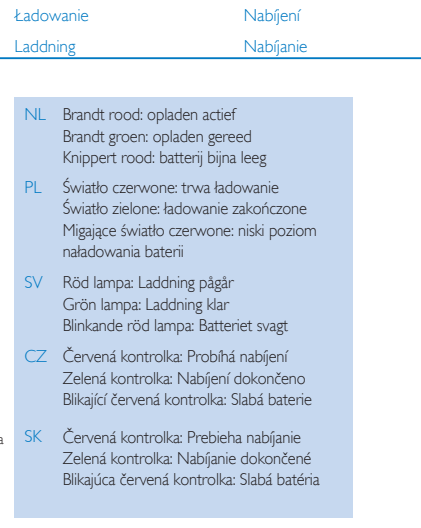 Ładowanie Nabíjení
Laddning Nabíjanie
NL Brandt rood: opladen actief
Brandt groen: opladen gereed
Knippert rood: batterij bijna leeg
PL Światło czerwone: trwa ładowanie
Światło zielone: ładowanie zakończone
Migające światło czerwone: niski poziom
naładowania baterii
SV Röd lampa: Laddning pågår
Grön lampa: Laddning klar
Blinkande röd lampa: Batteriet svagt
CZ Červená kontrolka: Probíhá nabíjení
Zelená kontrolka: Nabíjení dokončeno
Blikající červená kontrolka: Slabá baterie
a SK Červená kontrolka: Prebieha nabíjanie
Zelená kontrolka: Nabíjanie dokončené
Blikajúca červená kontrolka: Slabá batéria